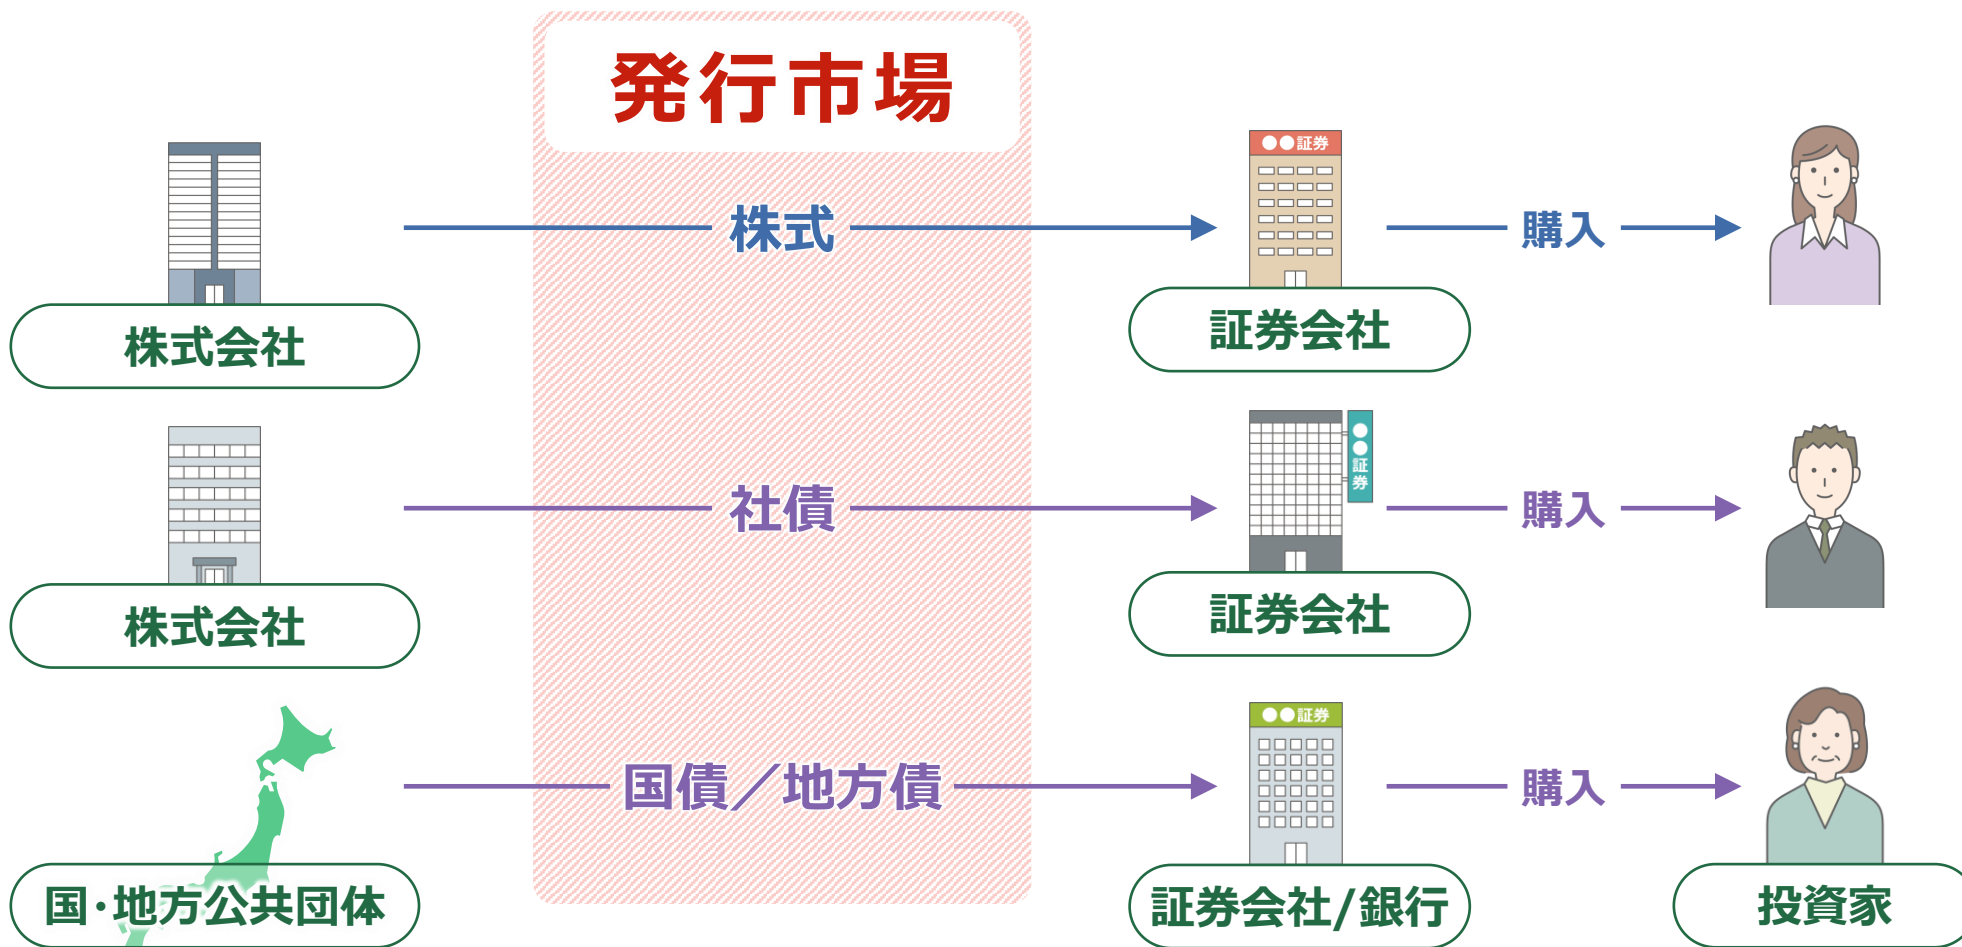 発行市場
●●証券
株式
購入
株式会社
証券会社
●●証券
社債
購入
株式会社
証券会社
●●証券
国債／地方債
購入
国・地方公共団体
証券会社/銀行
投資家